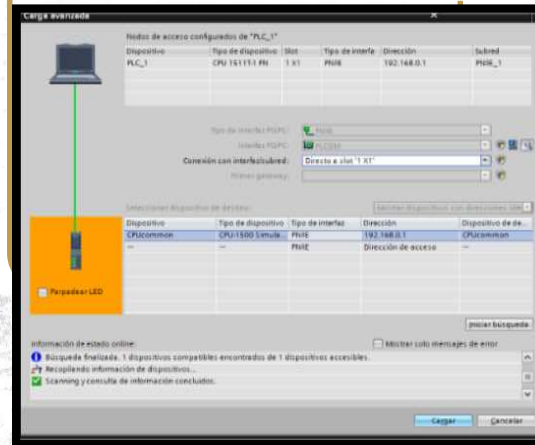 Carga avanzada
Nodos de acceso configurados de "PLC_1"
Dispositivo Tipo de dispositivo Slot Tipo de interfa Dirección Subred
PLC_1 CPU 1511T-1 PN 1 X1 PN/IE 192.168.0.1 PN/IE_1
Tipo de interfaz PG/PC: PN/IE
Interfaz PG/PC: PLCSIM
Conexión con interfaz/subred: Directo a slot '1 X1'
Primer gateway:
Seleccionar dispositivo de destino:
Dispositivo Tipo de dispositivo Tipo de interfaz Dirección Dispositivo de de...
CPUcommon CPU-1500 Simula... PN/IE 192.168.0.1 CPUcommon
— — PN/IE Dirección de acceso —
Parpadear LED
Iniciar búsqueda
Información de estado online:
Mostrar solo mensajes de error
Búsqueda finalizada. 1 dispositivos compatibles encontrados de 1 dispositivos accesibles.
Recopilando información de dispositivos...
Scanning y consulta de información concluidos.
Cargar Cancelar